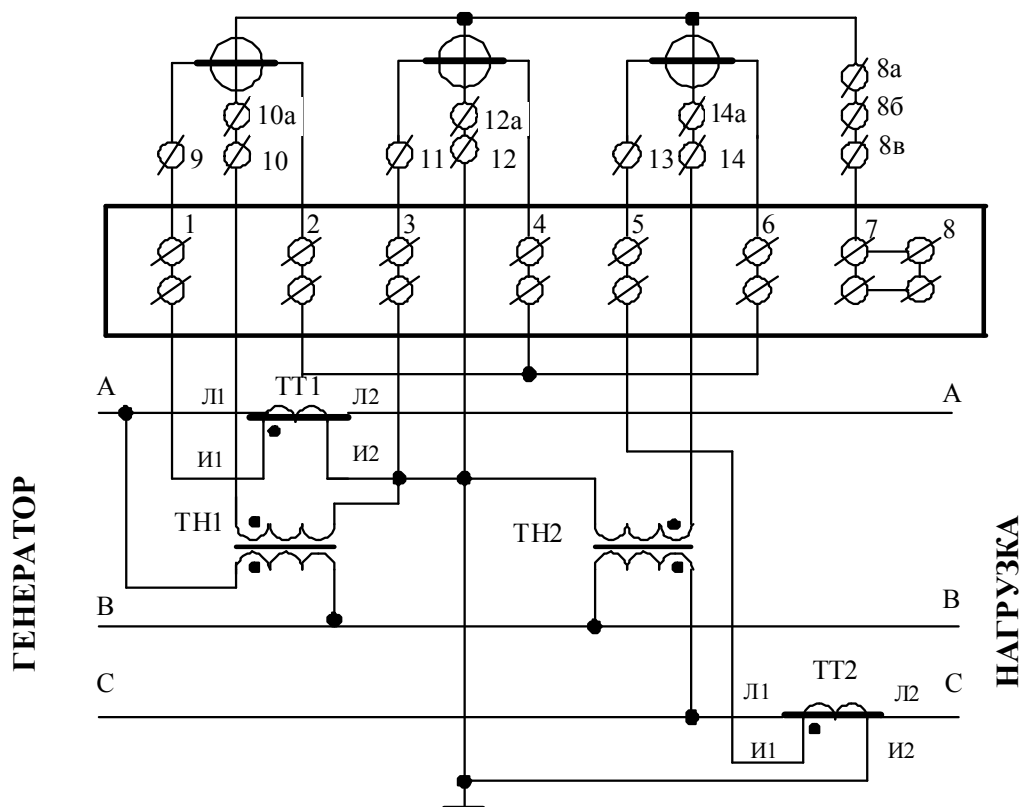 8а
10а
12а
14а
8б
9
10
11
12
13
14
8в
1
2
3
4
5
6
7
8
ТТ1
А
Л1
Л2
А
И1
И2
ТН1
ТН2
ГЕНЕРАТОР
НАГРУЗКА
В
В
С
ТТ2
С
Л1
Л2
И1
И2